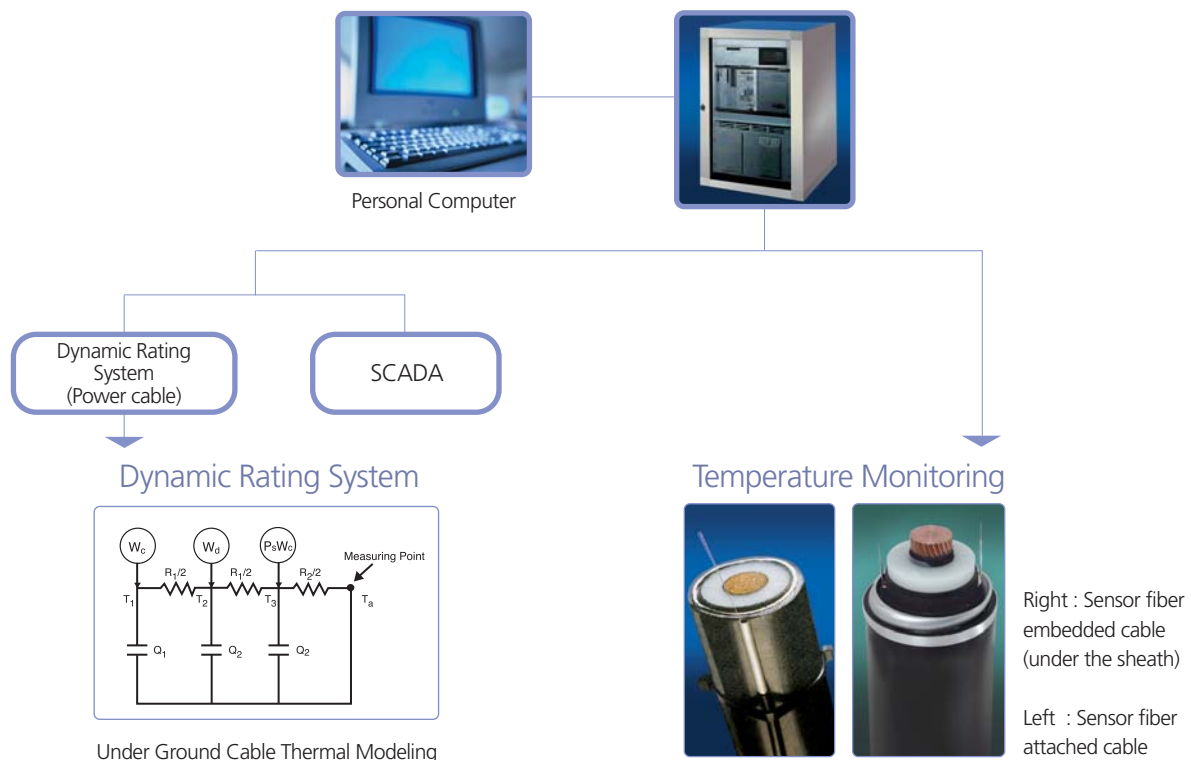 Personal Computer
Dynamic Rating
System
(Power cable)
SCADA
Dynamic Rating System
Temperature Monitoring
Wc
Wd
PsWc
Measuring Point
R1/2
R1/2
R2/2
T1
T2
T3
Ta
Q1
Q2
Q2
Under Ground Cable Thermal Modeling
Right : Sensor fiber
embedded cable
(under the sheath)
Left : Sensor fiber
attached cable